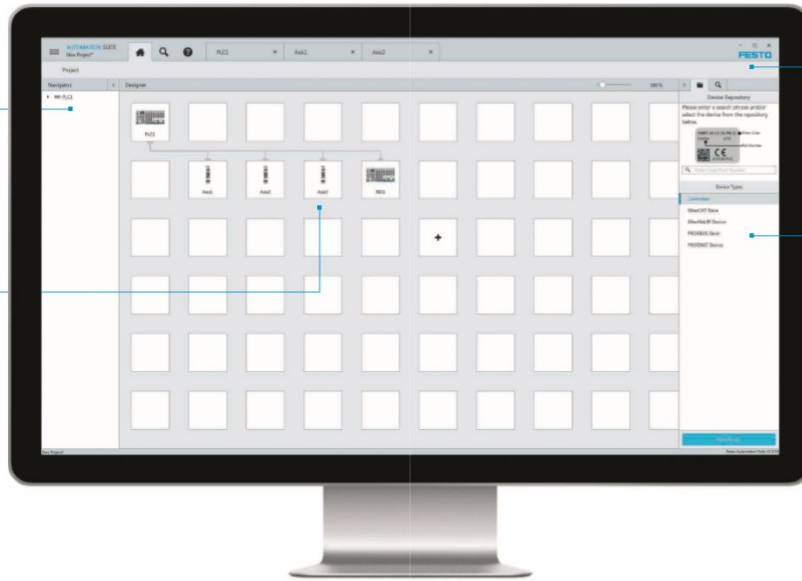 AUTOMATION SUITE
New Project*
PLC1 ×
Axis1 ×
Axis2 ×
FESTO
Project
Navigator
Designer
100%
PLC1
PLC1
Axis1
Axis2
Axis3
Device Repository
Please enter a search phrase and/or
select the device from the repository
below.
Device Types
Controllers
EtherCAT Slave
EtherNet/IP Device
PROFIBUS Slave
PROFINET Device